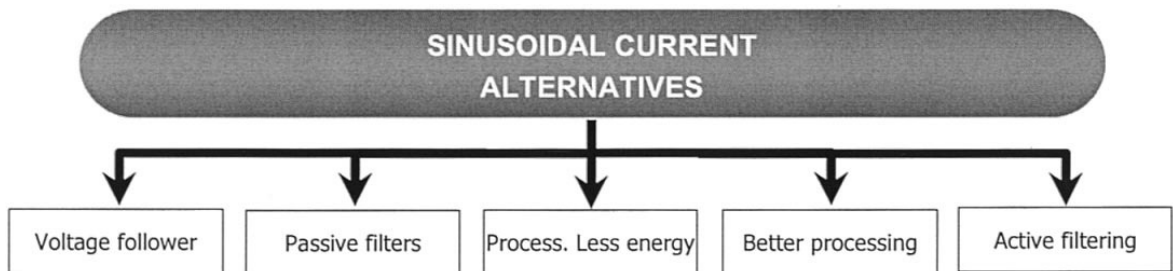 SINUSOIDAL CURRENT
ALTERNATIVES
Voltage follower
Passive filters
Process. Less energy
Better processing
Active filtering